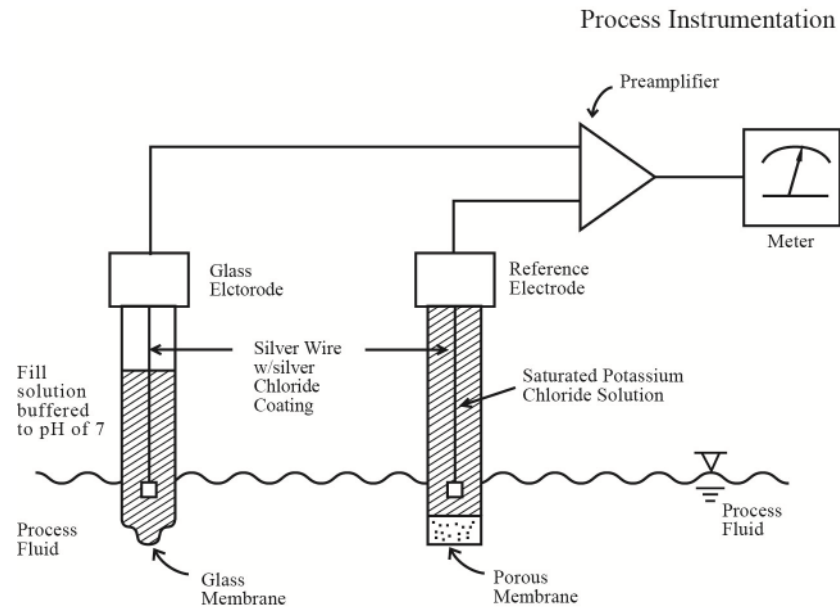 Process Instrumentation
Preamplifier
Meter
Glass
Elctorode
Reference
Electrode
Silver Wire
w/silver
Chloride
Coating
Saturated Potassium
Chloride Solution
Fill
solution
buffered
to pH of 7
Process
Fluid
Process
Fluid
Glass
Membrane
Porous
Membrane